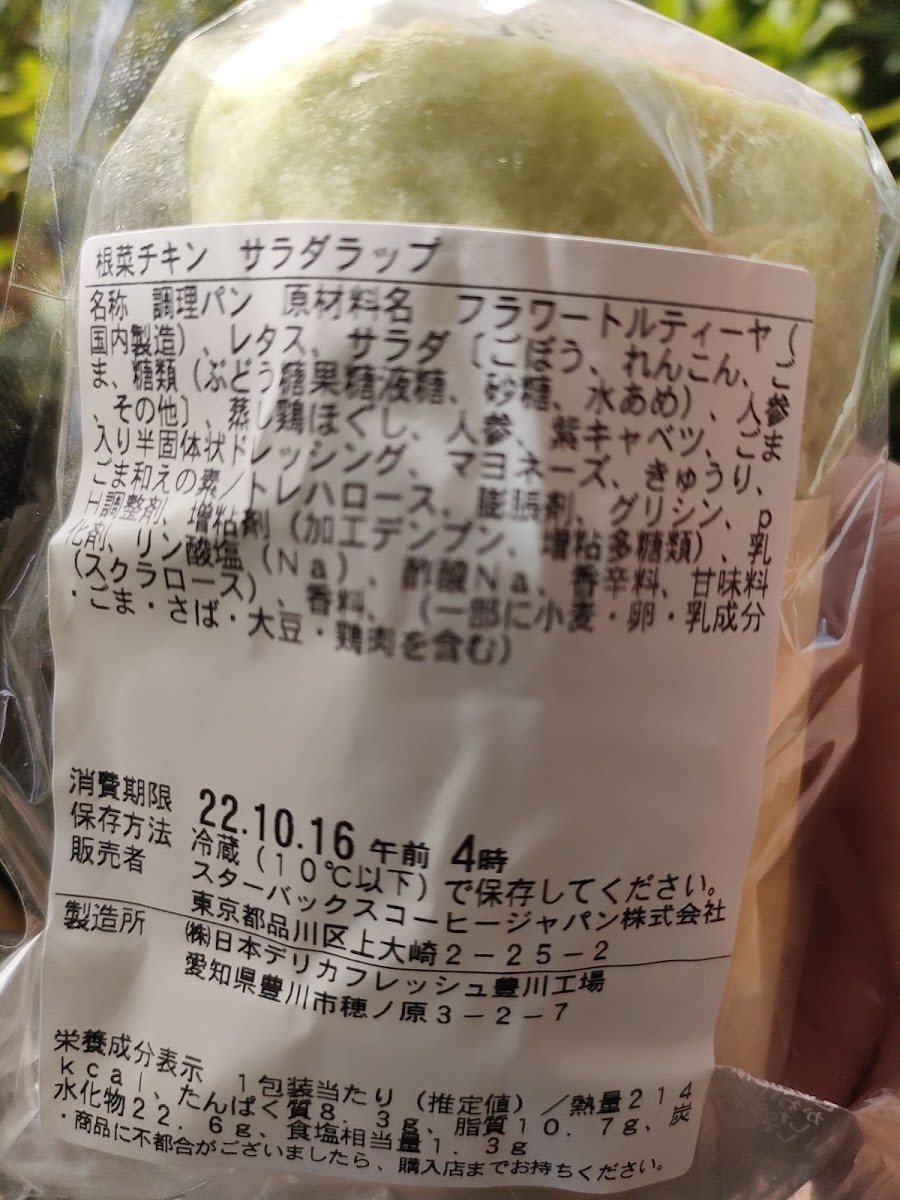 根菜チキン　サラダラップ
名称　調理パン　原材料名　フラワートルティーヤ（
国内製造）、レタス、サラダ〔ごぼう、れんこん、ご
ま、糖類（ぶどう糖果糖液糖、砂糖、水あめ）、人参
、その他〕、蒸し鶏ほぐし、人参、紫キャベツ、ごま
入り半固体状ドレッシング、マヨネーズ、きゅうり、
ごま和えの素／トレハロース、膨脹剤、グリシン、ｐ
Ｈ調整剤、増粘剤（加工デンプン、増粘多糖類）、乳
化剤、リン酸塩（Ｎａ）、酢酸Ｎａ、香辛料、甘味料
（スクラロース）、香料、（一部に小麦・卵・乳成分
・ごま・さば・大豆・鶏肉を含む）
消費期限　22.10.16 午前 4時
保存方法　冷蔵（１０℃以下）で保存してください。
販売者　スターバックスコーヒージャパン株式会社
東京都品川区上大崎２－２５－２
製造所　㈱日本デリカフレッシュ豊川工場
愛知県豊川市穂ノ原３－２－７
栄養成分表示　１包装当たり（推定値）／熱量２１４
ｋｃａｌ、たんぱく質８．３ｇ、脂質１０．７ｇ、炭
水化物２２．６ｇ、食塩相当量１．３ｇ
・商品に不都合がございましたら、購入店までお持ちください。